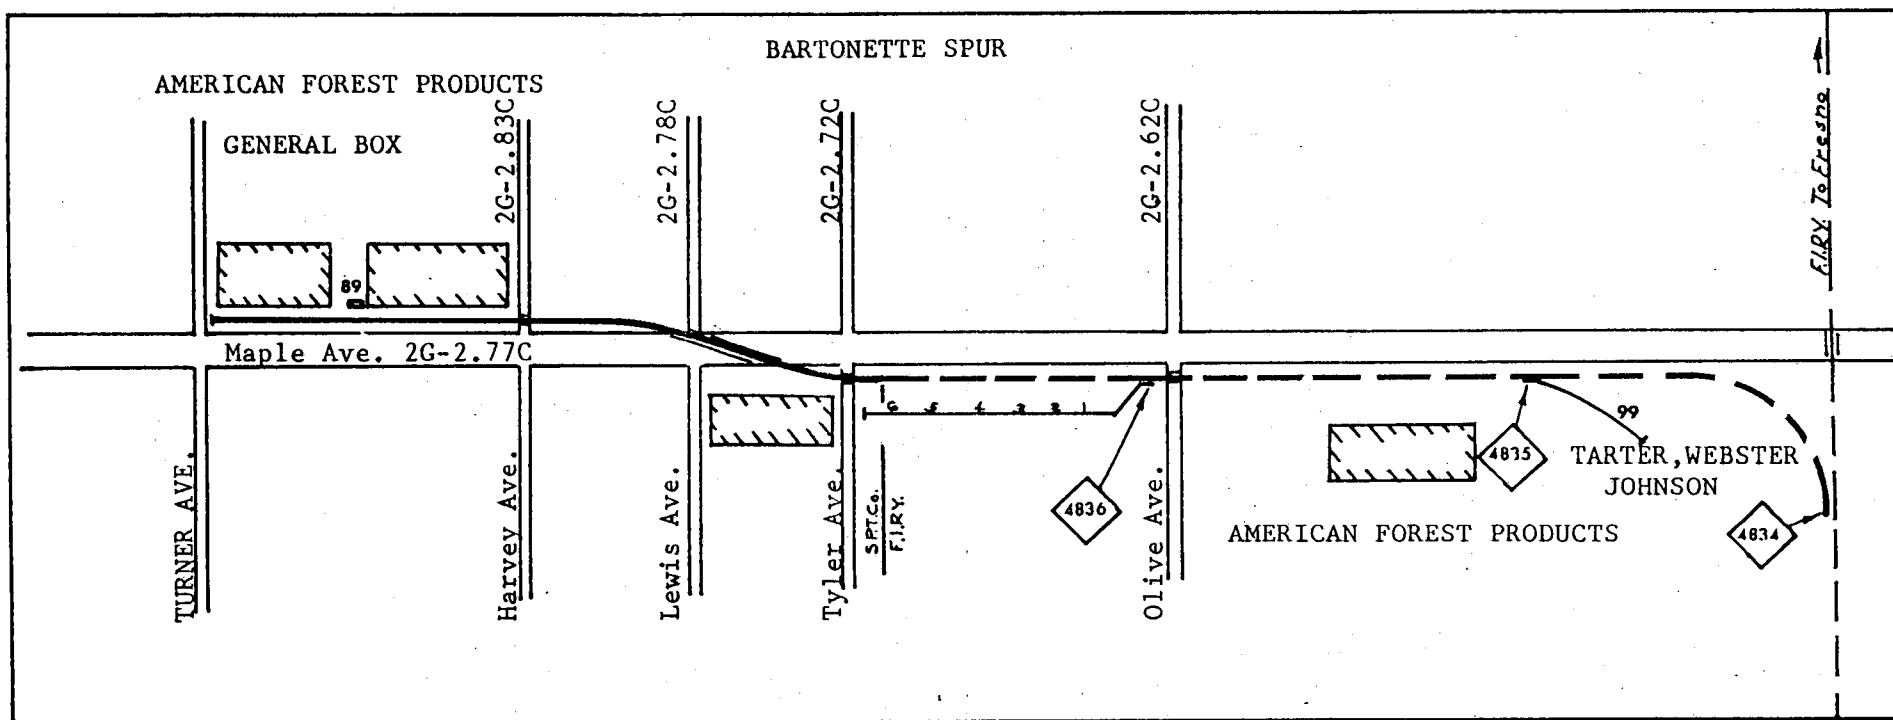 BARTONETTE SPUR
AMERICAN FOREST PRODUCTS
GENERAL BOX
2G-2.83C
2G-2.78C
2G-2.72C
2G-2.62C
F.I.RY. To Fresno
89
Maple Ave. 2G-2.77C
6 5 4 3 2 1
99
4835
TARTER,WEBSTER
JOHNSON
4836
4834
AMERICAN FOREST PRODUCTS
TURNER AVE.
Harvey Ave.
Lewis Ave.
Tyler Ave.
S.P.T.Co.
F.I.RY.
Olive Ave.